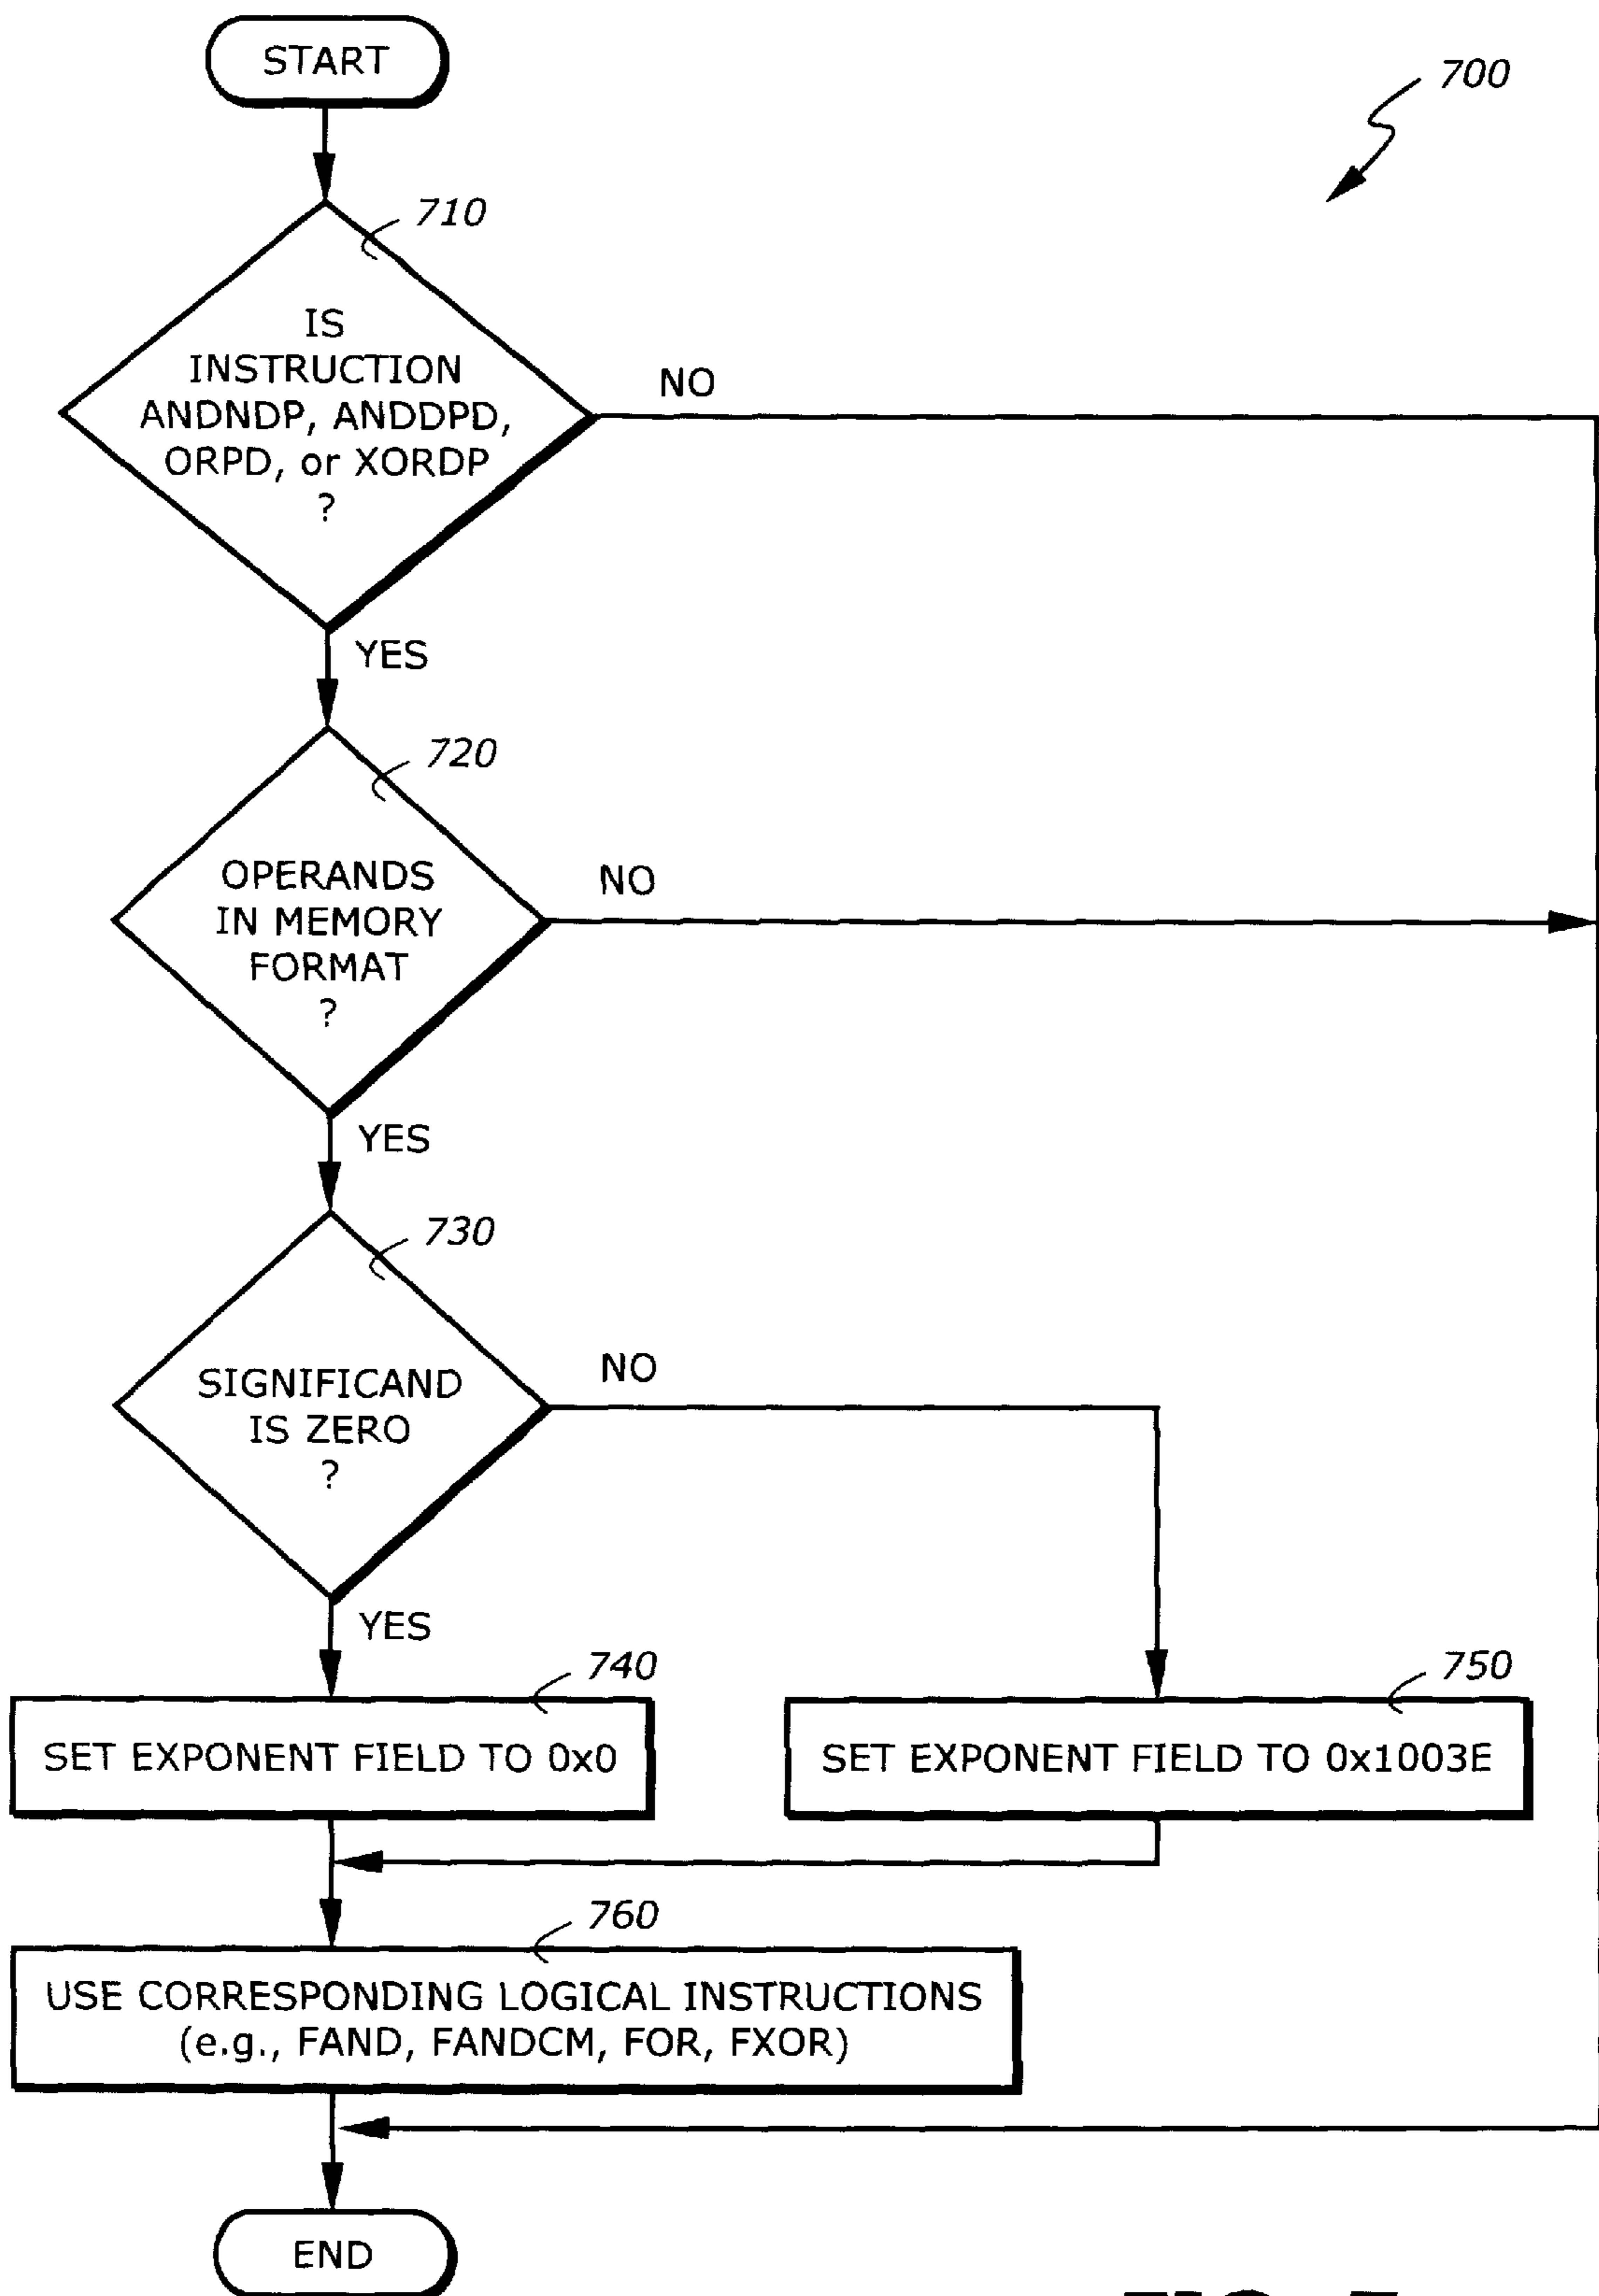 START
700
710
IS
INSTRUCTION
ANDNDP, ANDDPD,
ORPD, or XORDP
?
NO
YES
720
OPERANDS
IN MEMORY
FORMAT
?
NO
YES
730
SIGNIFICAND
IS ZERO
?
NO
YES
740
SET EXPONENT FIELD TO 0x0
750
SET EXPONENT FIELD TO 0x1003E
760
USE CORRESPONDING LOGICAL INSTRUCTIONS
(e.g., FAND, FANDCM, FOR, FXOR)
END